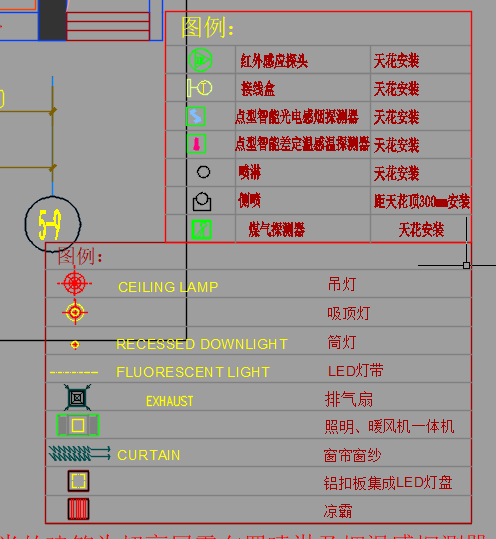 图例：
红外感应探头 天花安装
接线盒 天花安装
点型智能光电感烟探测器 天花安装
点型智能差定温感温探测器 天花安装
喷淋 天花安装
侧喷 距天花顶300mm安装
煤气探测器 天花安装
5-9
图例：
CEILING LAMP 吊灯
吸顶灯
RECESSED DOWNLIGHT 筒灯
FLUORESCENT LIGHT LED灯带
EXHAUST 排气扇
照明、暖风机一体机
CURTAIN 窗帘窗纱
铝扣板集成LED灯盘
凉霸